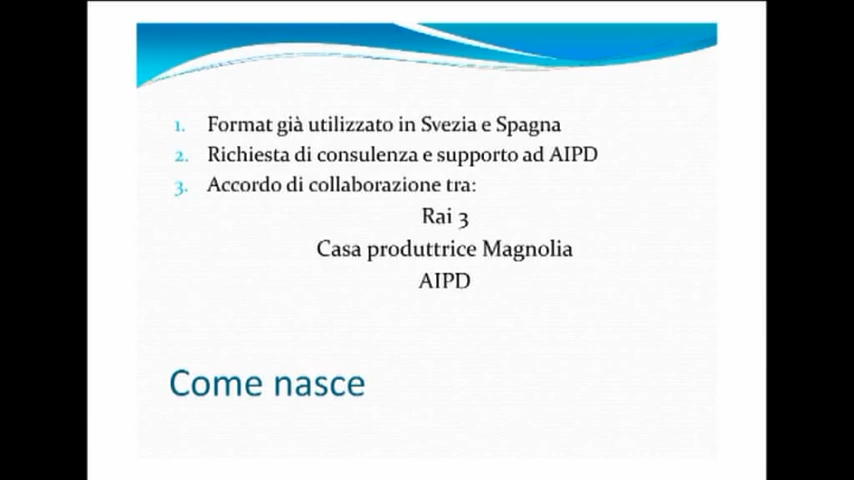 1. Format già utilizzato in Svezia e Spagna
2. Richiesta di consulenza e supporto ad AIPD
3. Accordo di collaborazione tra:
Rai 3
Casa produttrice Magnolia
AIPD
Come nasce